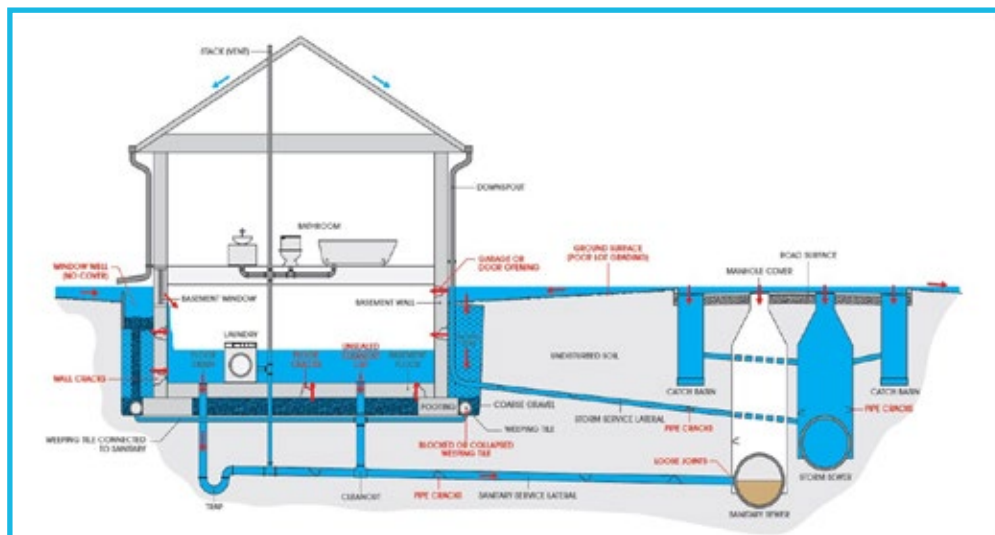 STACK (VENT)
DOWNSPOUT
BATHROOM
WINDOW WELL
(NO COVER)
BASEMENT WINDOW
GARAGE OR
DOOR OPENING
BASEMENT WALL
GROUND SURFACE
(POOR LOT GRADING)
ROAD SURFACE
MANHOLE COVER
LAUNDRY
FLOOR
DRAIN
FLOOR
CRACKS
UNSEALED
CLEANOUT
BASEMENT
FLOOR
UNDISTURBED SOIL
WALL CRACKS
FOOTING
COARSE GRAVEL
CATCH BASIN
CATCH BASIN
PIPE CRACKS
STORM SERVICE LATERAL
PIPE CRACKS
WEEPING TILE
WEEPING TILE CONNECTED
TO SANITARY
BLOCKED OR COLLAPSED
WEEPING TILE
LOOSE JOINTS
STORM SEWER
TRAP
CLEANOUT
PIPE CRACKS
SANITARY SERVICE LATERAL
SANITARY SEWER